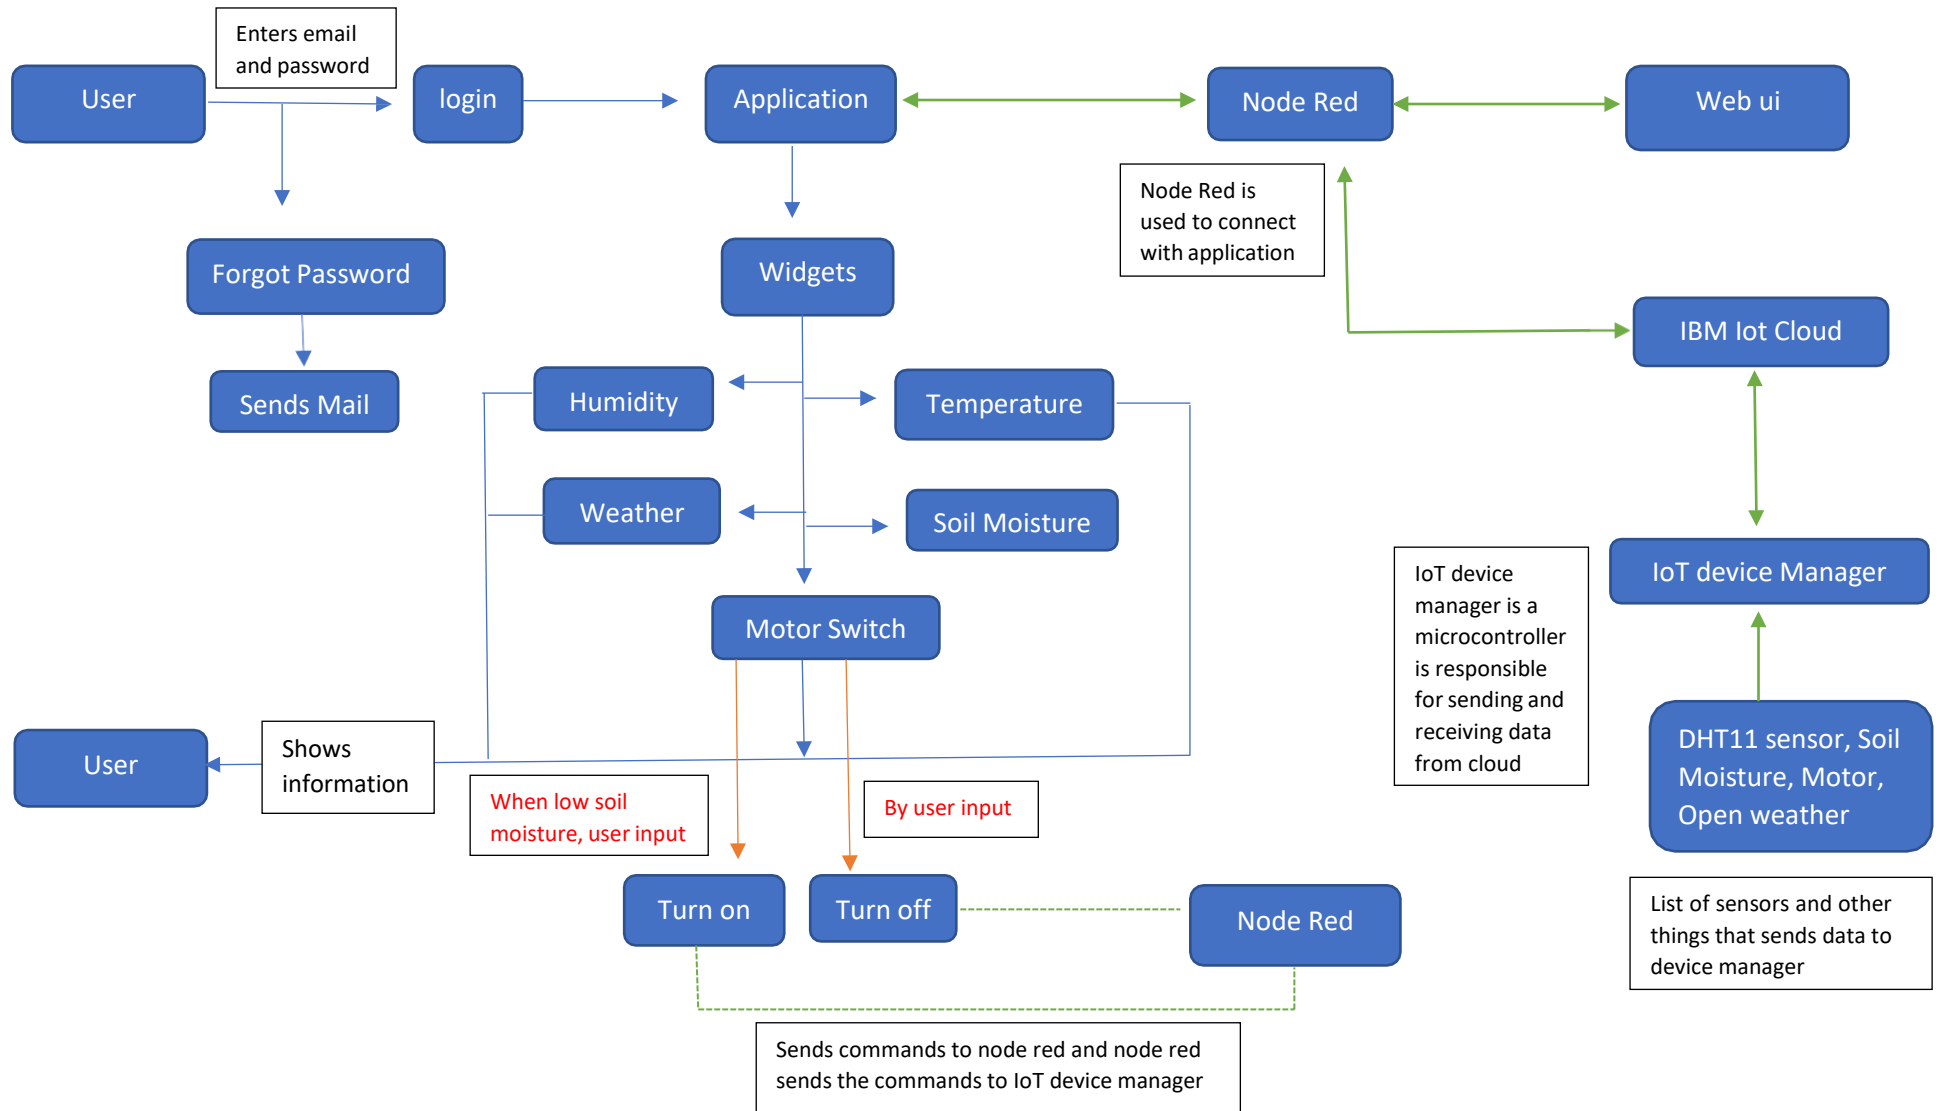 Enters email
and password
User
login
Application
Node Red
Web ui
Node Red is
used to connect
with application
Forgot Password
Widgets
IBM Iot Cloud
Sends Mail
Humidity
Temperature
Weather
Soil Moisture
IoT device
manager is a
microcontroller
is responsible
for sending and
receiving data
from cloud
IoT device Manager
Motor Switch
User
Shows
information
When low soil
moisture, user input
By user input
DHT11 sensor, Soil
Moisture, Motor,
Open weather
Turn on
Turn off
Node Red
List of sensors and other
things that sends data to
device manager
Sends commands to node red and node red
sends the commands to IoT device manager